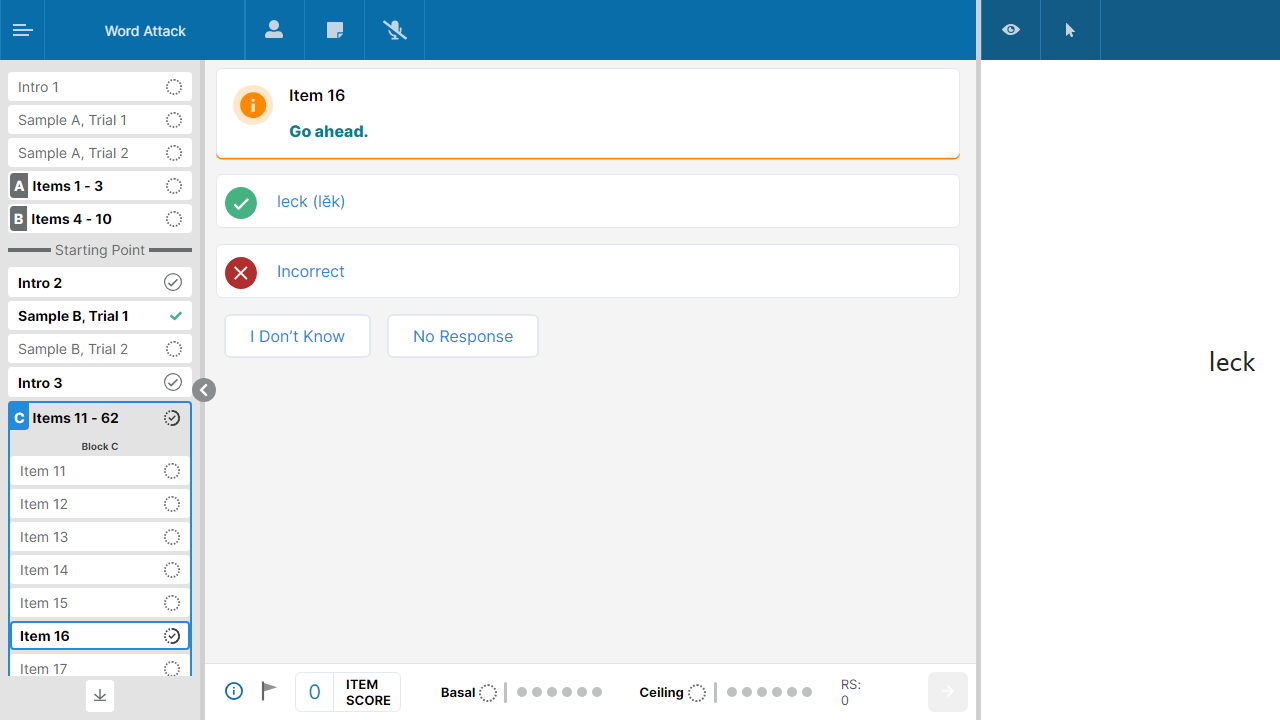 Word Attack
Intro 1
Sample A, Trial 1
Sample A, Trial 2
A Items 1 - 3
B Items 4 - 10
Starting Point
Intro 2
Sample B, Trial 1
Sample B, Trial 2
Intro 3
C Items 11 - 62
Block C
Item 11
Item 12
Item 13
Item 14
Item 15
Item 16
Item 17
Item 16
Go ahead.
leck (lĕk)
Incorrect
I Don’t Know
No Response
0 ITEM
SCORE
Basal
Ceiling
RS:
0
leck